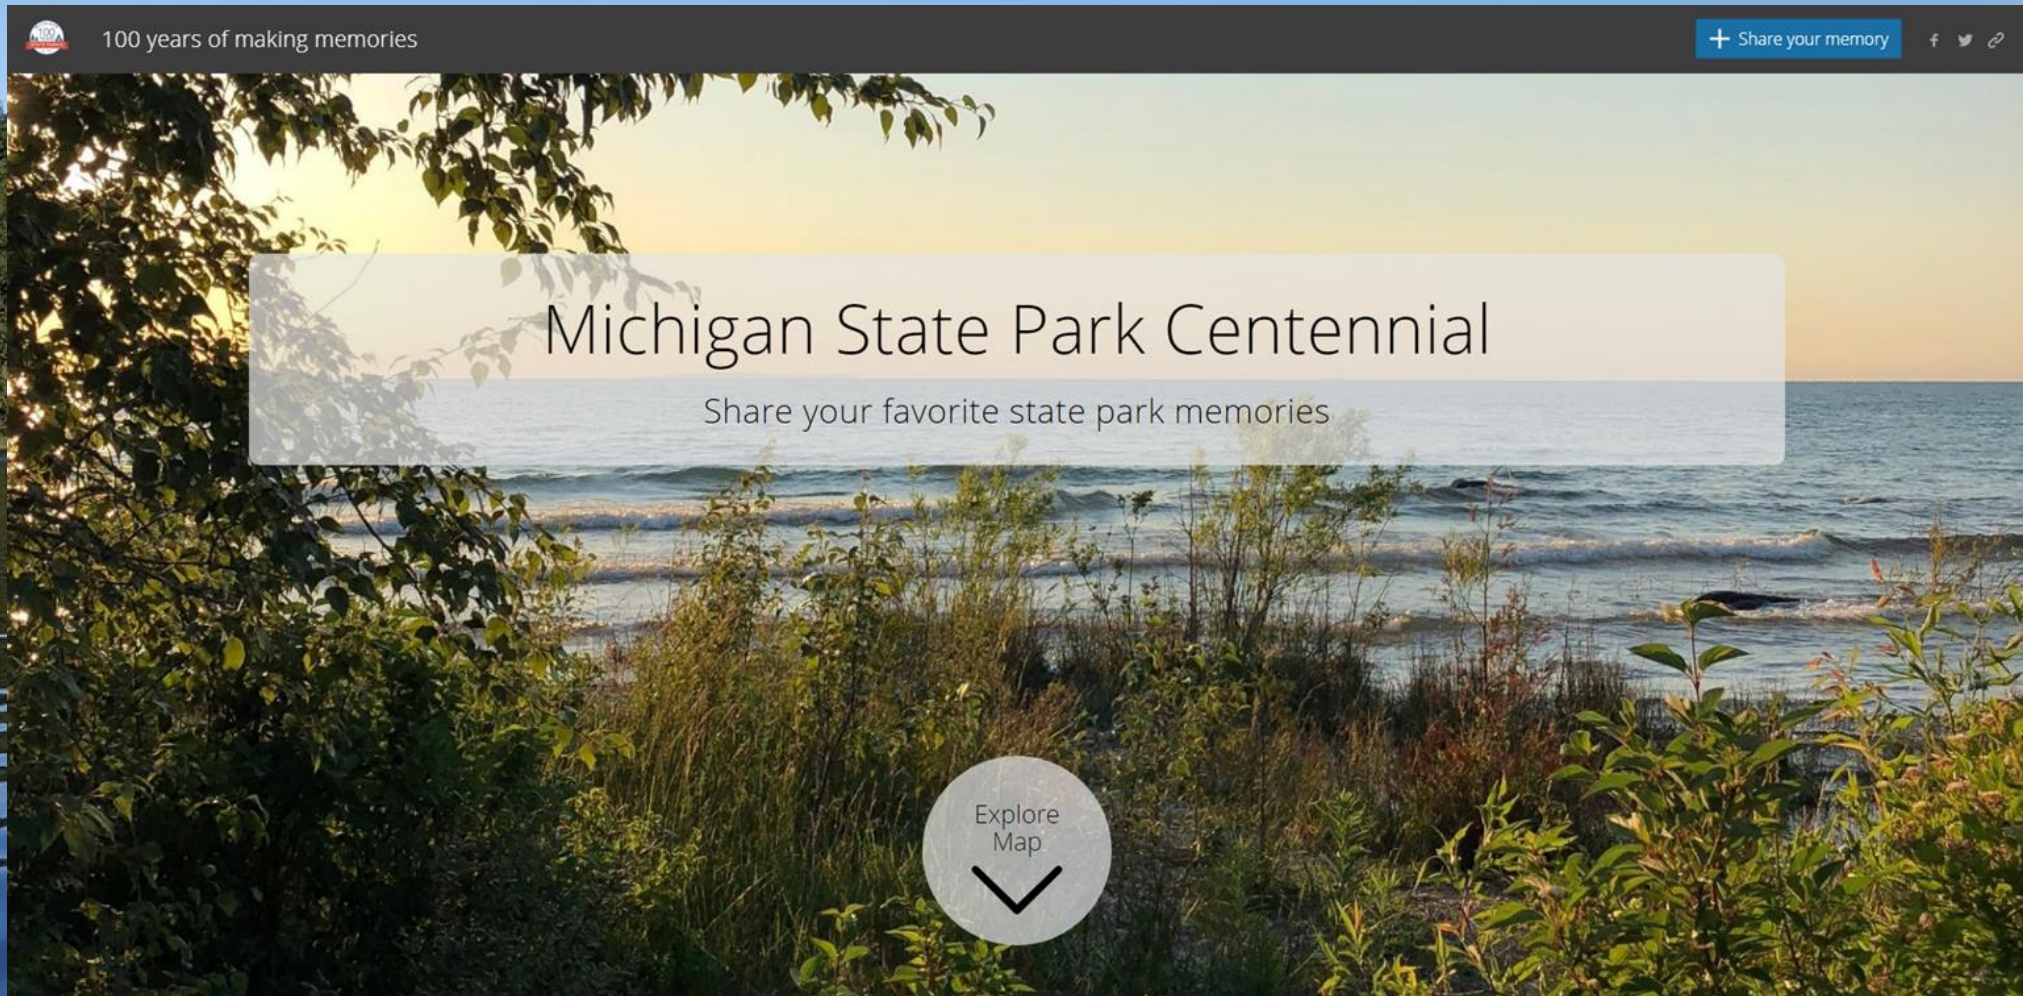 100
100 years of making memories
Share your memory
Michigan State Park Centennial
Share your favorite state park memories
Explore
Map